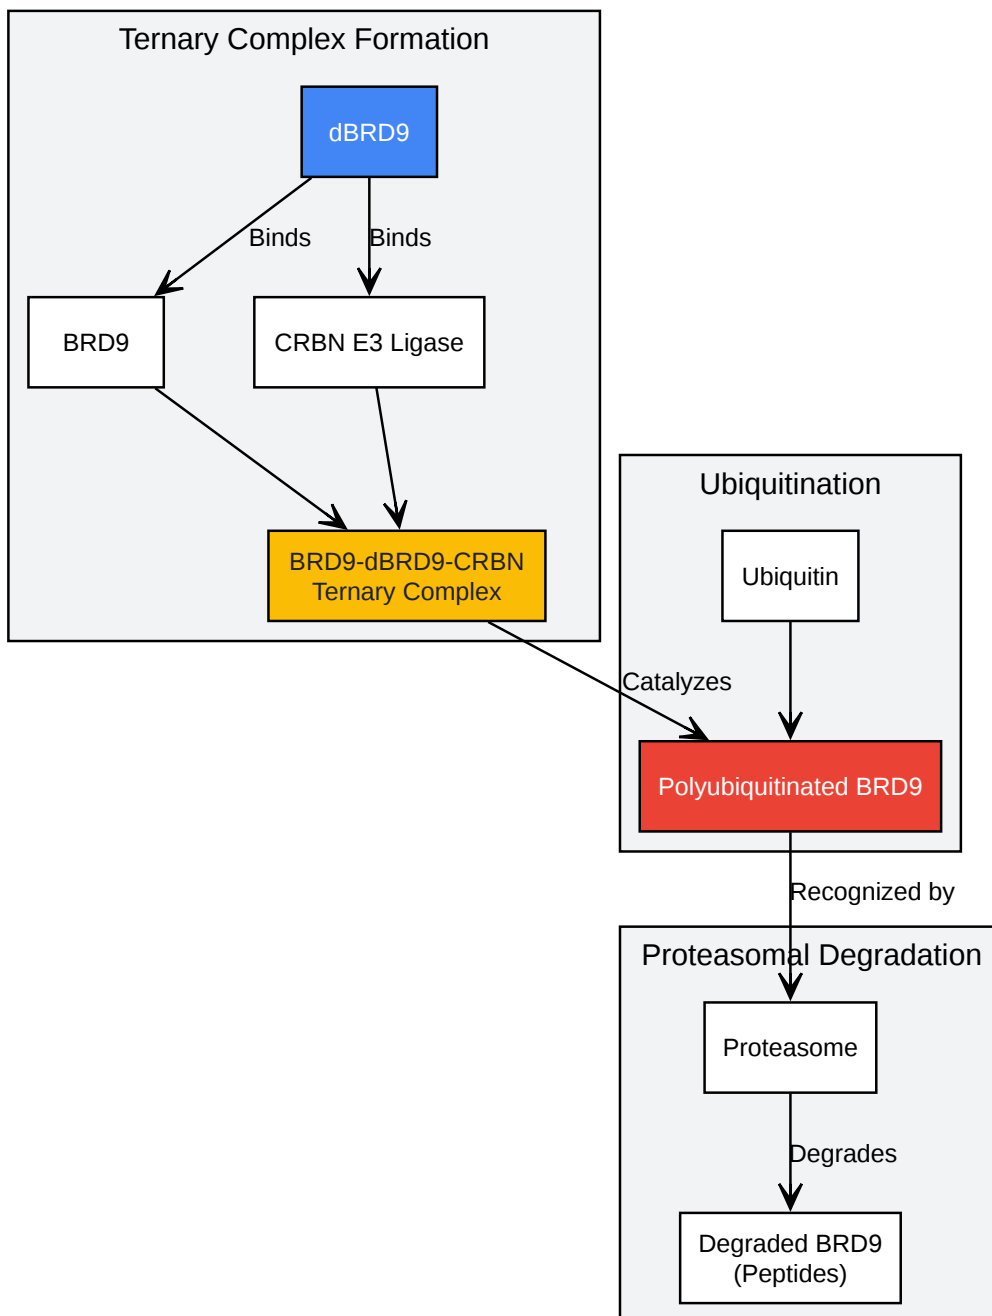 Ternary Complex Formation
dBRD9
Binds
Binds
BRD9
CRBN E3 Ligase
BRD9-dBRD9-CRBN
Ternary Complex
Ubiquitination
Ubiquitin
Catalyzes
Polyubiquitinated BRD9
Recognized by
Proteasomal Degradation
Proteasome
Degrades
Degraded BRD9
(Peptides)